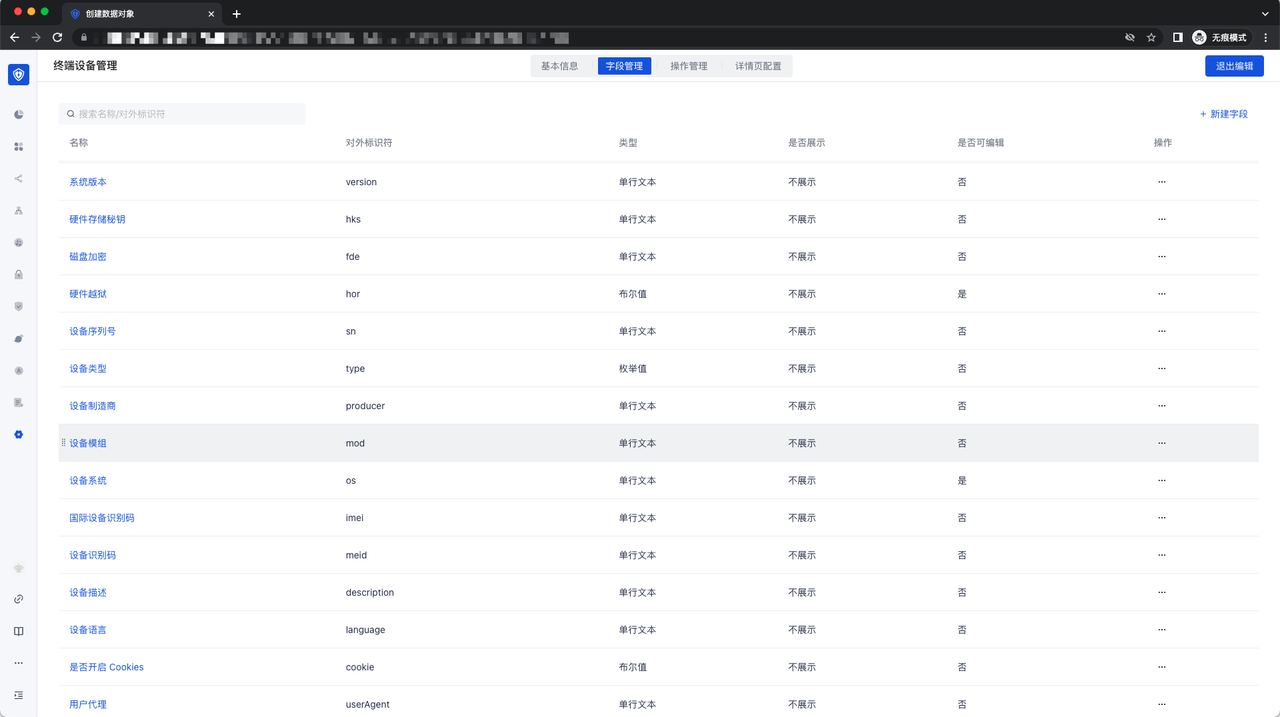 创建数据对象
无痕模式
终端设备管理
基本信息 字段管理 操作管理 详情页配置
退出编辑
搜索名称/对外标识符
+ 新建字段
名称 对外标识符 类型 是否展示 是否可编辑 操作
系统版本 version 单行文本 不展示 否 ···
硬件存储秘钥 hks 单行文本 不展示 否 ···
磁盘加密 fde 单行文本 不展示 否 ···
硬件越狱 hor 布尔值 不展示 是 ···
设备序列号 sn 单行文本 不展示 否 ···
设备类型 type 枚举值 不展示 否 ···
设备制造商 producer 单行文本 不展示 否 ···
设备模组 mod 单行文本 不展示 否 ···
设备系统 os 单行文本 不展示 是 ···
国际设备识别码 imei 单行文本 不展示 否 ···
设备识别码 meid 单行文本 不展示 否 ···
设备描述 description 单行文本 不展示 否 ···
设备语言 language 单行文本 不展示 否 ···
是否开启 Cookies cookie 布尔值 不展示 否 ···
用户代理 userAgent 单行文本 不展示 否 ···